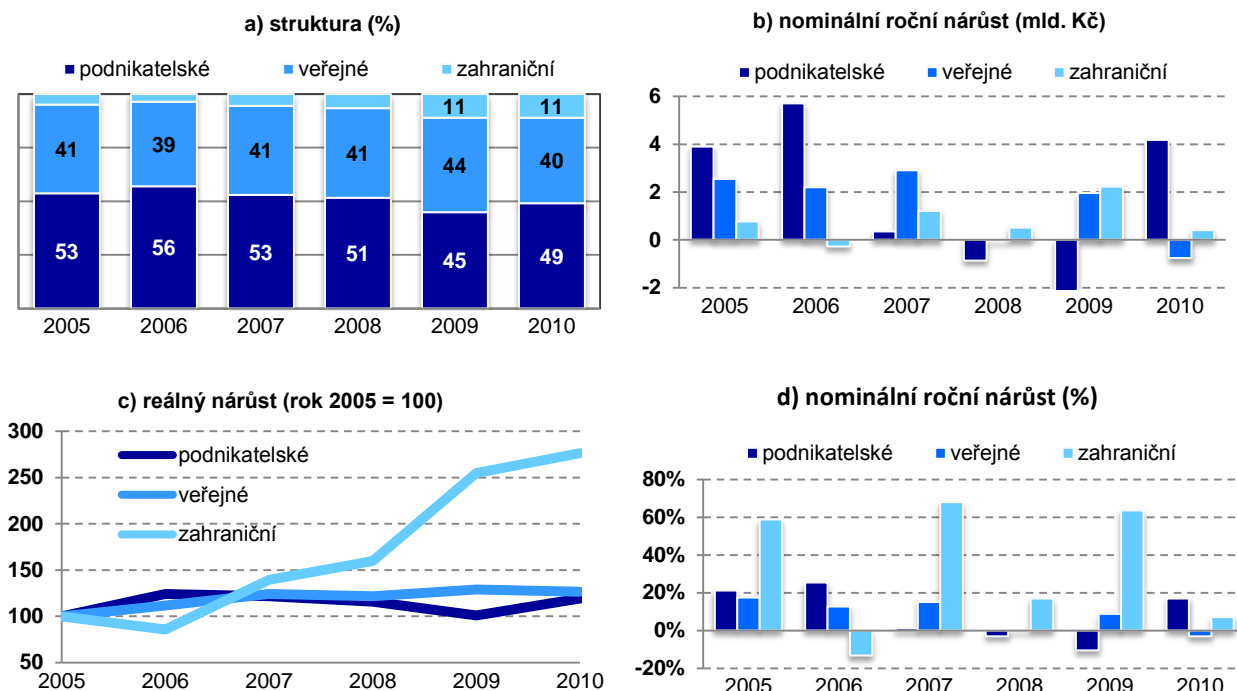 a) struktura (%)
podnikatelské veřejné zahraniční
11 11
41 39 41 41 44 40
53 56 53 51 45 49
2005 2006 2007 2008 2009 2010
b) nominální roční nárůst (mld. Kč)
podnikatelské veřejné zahraniční
6
4
2
0
-2
2005 2006 2007 2008 2009 2010
c) reálný nárůst (rok 2005 = 100)
300
podnikatelské
250
veřejné
200
zahraniční
150
100
50
2005 2006 2007 2008 2009 2010
d) nominální roční nárůst (%)
podnikatelské veřejné zahraniční
80%
60%
40%
20%
0%
-20%
2005 2006 2007 2008 2009 2010